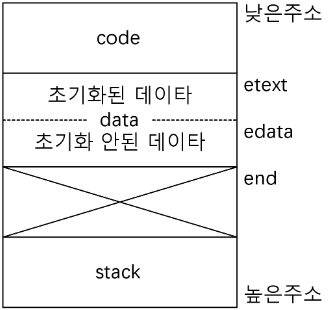 낮은주소
code
etext
초기화된 데이타
data
edata
초기화 안된 데이타
end
stack
높은주소